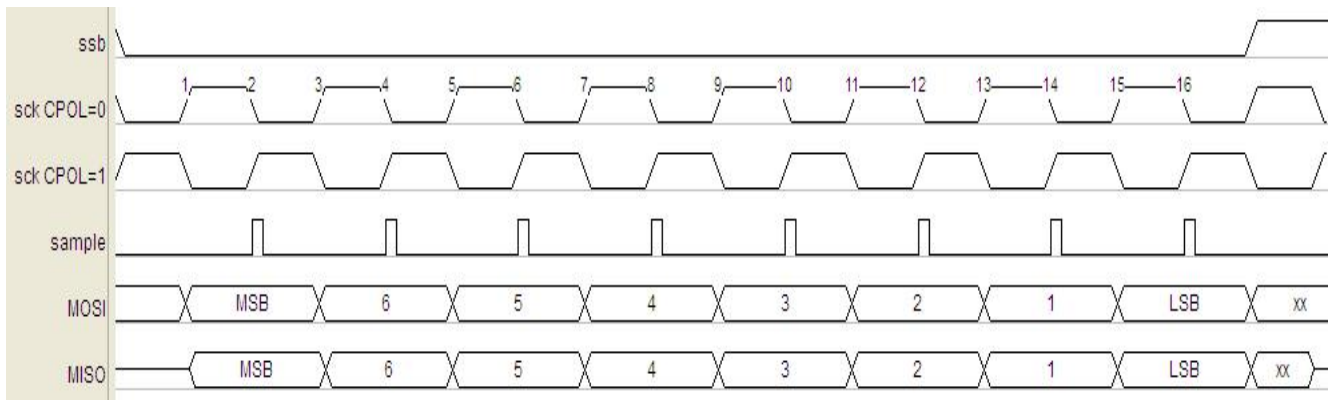 ssb
1 2 3 4 5 6 7 8 9 10 11 12 13 14 15 16
sck CPOL=0
sck CPOL=1
sample
MOSI MSB 6 5 4 3 2 1 LSB xx
MISO MSB 6 5 4 3 2 1 LSB xx